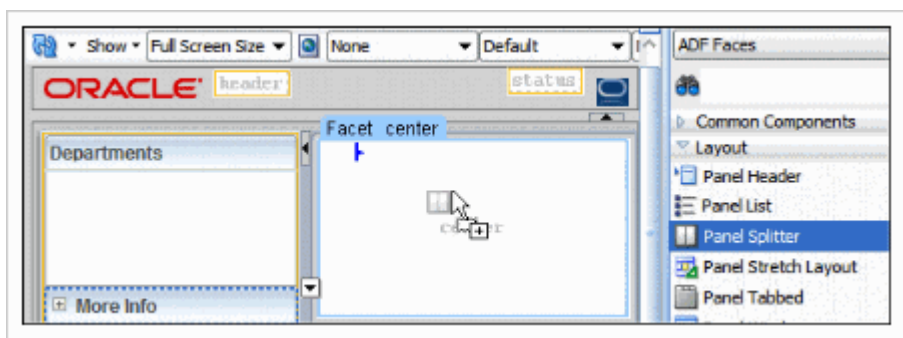 Show Full Screen Size None Default
ADF Faces
ORACLE header status
Common Components
Facet center
Departments
Layout
Panel Header
Panel List
center
Panel Splitter
Panel Stretch Layout
Panel Tabbed
More Info